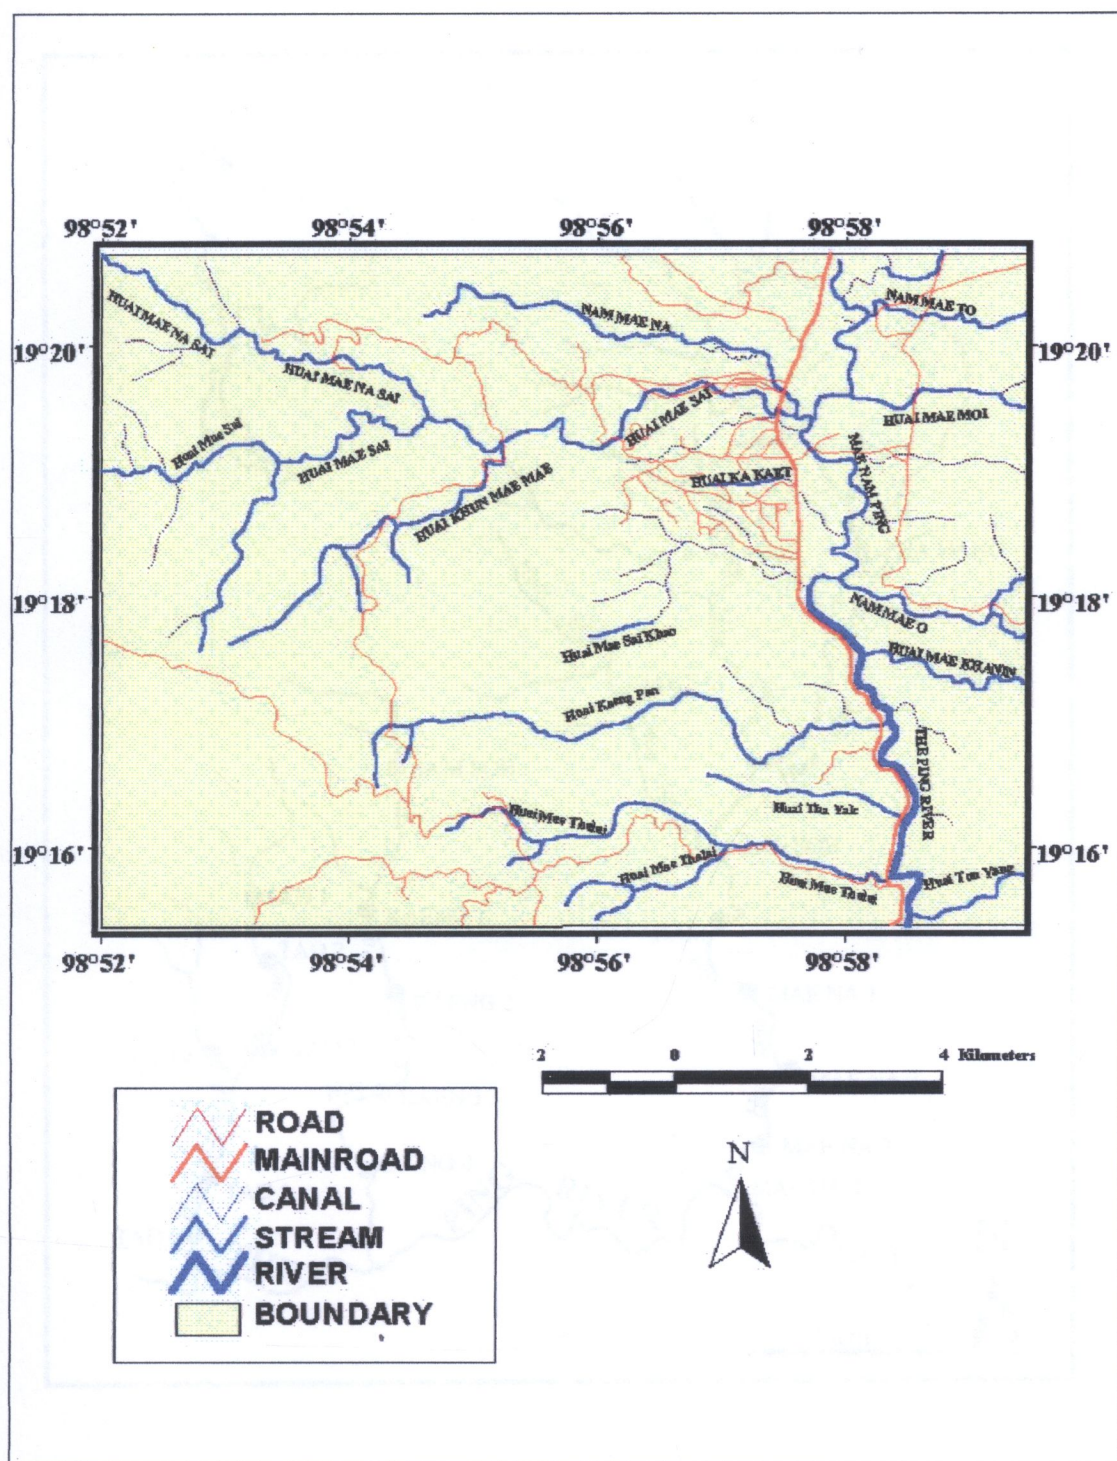 98°52' 98°54' 98°56' 98°58'
HUAI MAE NA SAI
NAM MAE NA
NAM MAE TO
19°20' 19°20'
HUAI MAE NA SAI
HUAI MAE SAI
HUAI MAE MOI
Huai Mae Sai
HUAI MAE SAI
MAE NAM PING
HUAI KA KAET
HUAI KHUN MAE MAE
19°18' 19°18'
NAM MAE O
Huai Mae Sai Khao
HUAI MAE KHANIN
Huai Kaeng Pan
THE PING RIVER
Huai Tha Yak
Huai Mae Thalai
19°16' 19°16'
Huai Mae Thalai
Huai Mae Thalai
Huai Ton Yang
98°52' 98°54' 98°56' 98°58'
2 0 2 4 Kilometers
ROAD
MAINROAD
CANAL
STREAM
RIVER
BOUNDARY
N